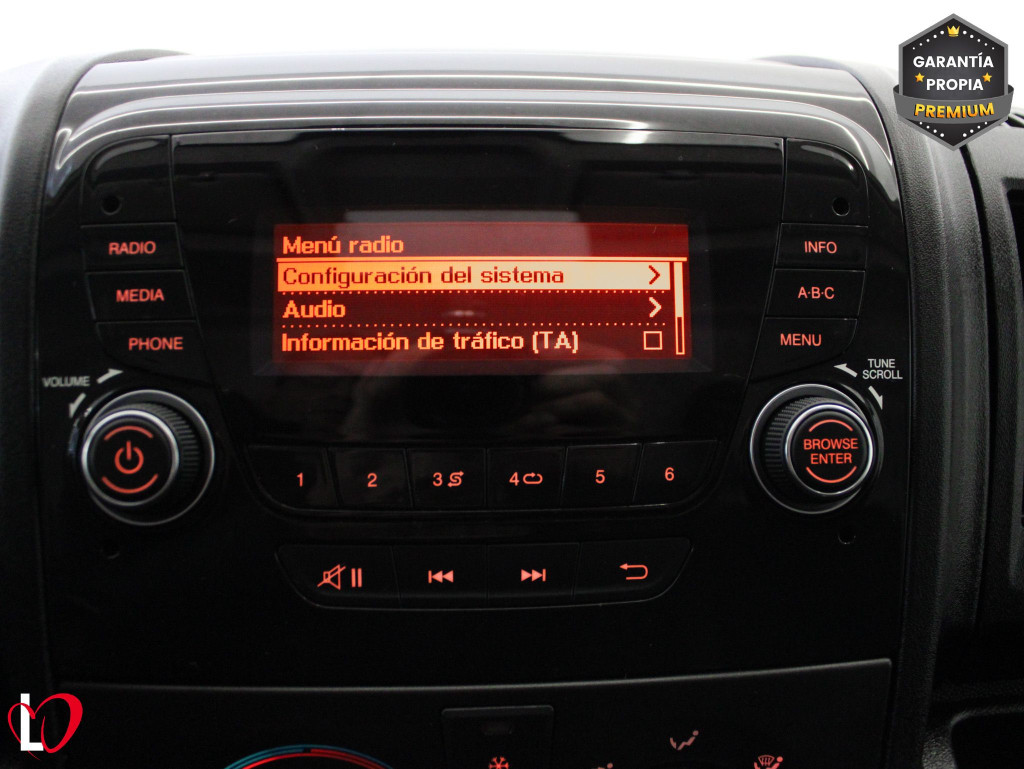 GARANTÍA
PROPIA
PREMIUM
RADIO
MEDIA
PHONE
VOLUME
Menú radio
Configuración del sistema
Audio
Información de tráfico (TA)
INFO
A·B·C
MENU
TUNE
SCROLL
BROWSE
ENTER
1 2 3 4 5 6
L